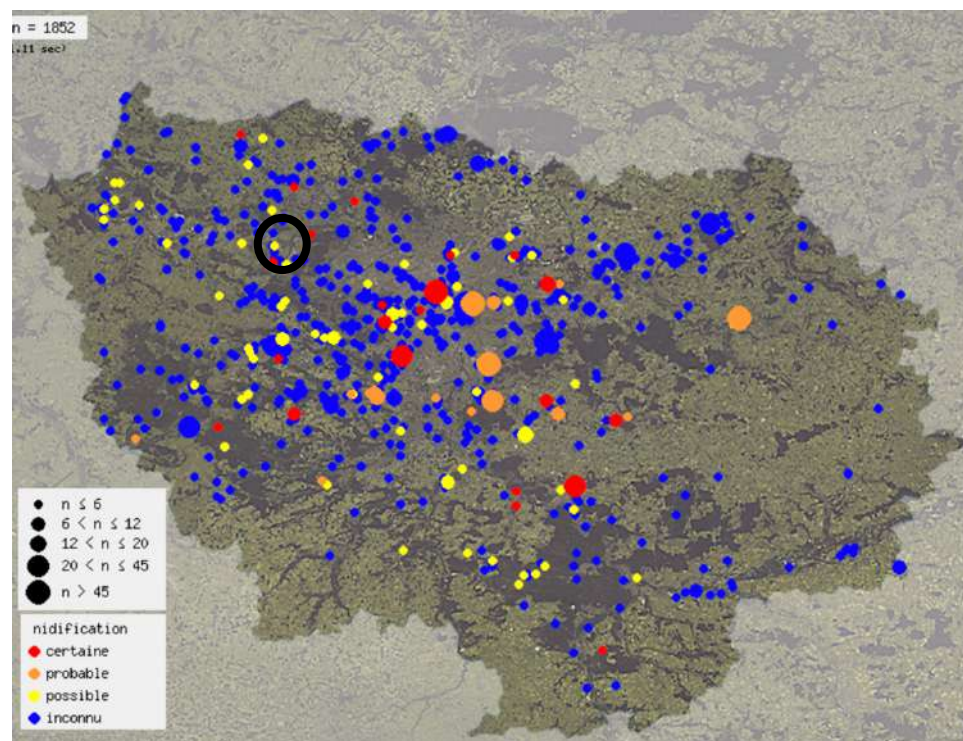 n = 1852
.11 sec)
n ≤ 6
6 < n ≤ 12
12 < n ≤ 20
20 < n ≤ 45
n > 45
nidification
certaine
probable
possible
inconnu